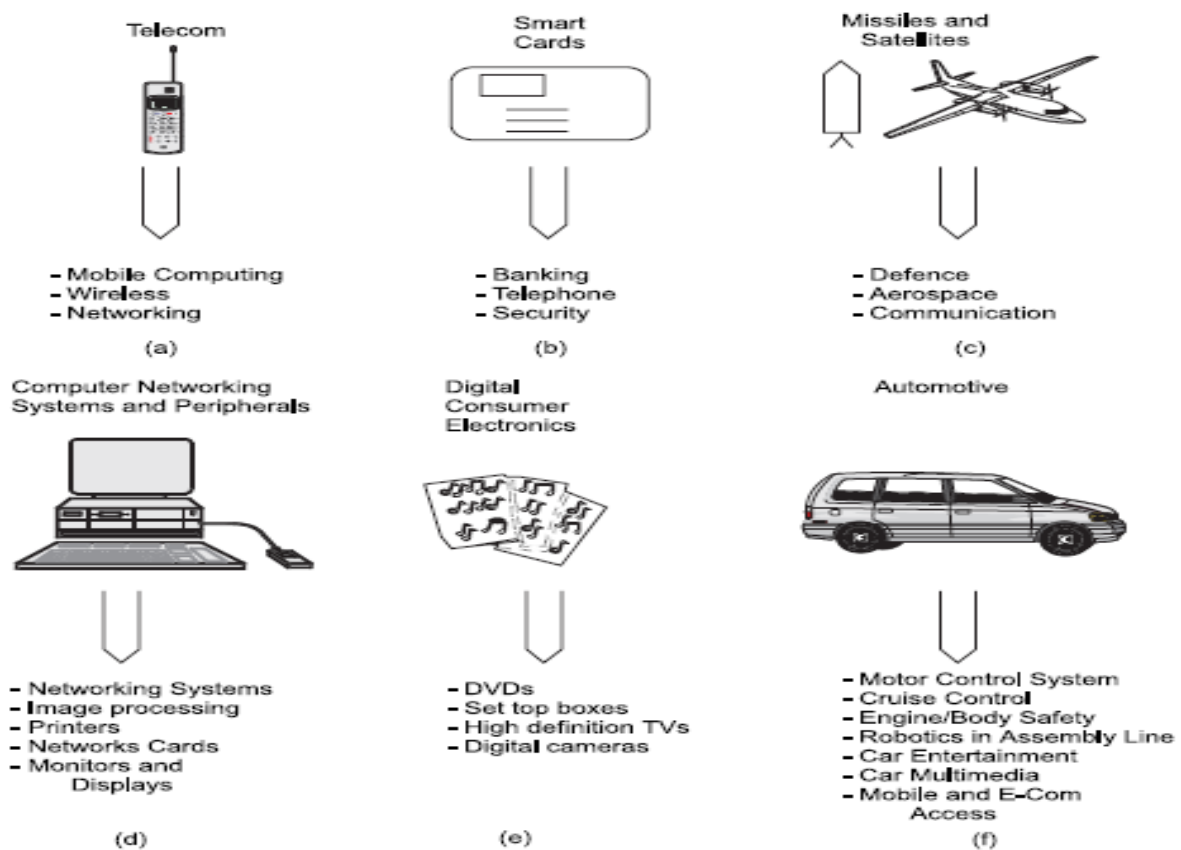 Telecom
Smart
Cards
Missiles and
Satellites
- Mobile Computing
- Wireless
- Networking
(a)
- Banking
- Telephone
- Security
(b)
- Defence
- Aerospace
- Communication
(c)
Computer Networking
Systems and Peripherals
Digital
Consumer
Electronics
Automotive
- Networking Systems
- Image processing
- Printers
- Networks Cards
- Monitors and
Displays
(d)
- DVDs
- Set top boxes
- High definition TVs
- Digital cameras
(e)
- Motor Control System
- Cruise Control
- Engine/Body Safety
- Robotics in Assembly Line
- Car Entertainment
- Car Multimedia
- Mobile and E-Com
Access
(f)